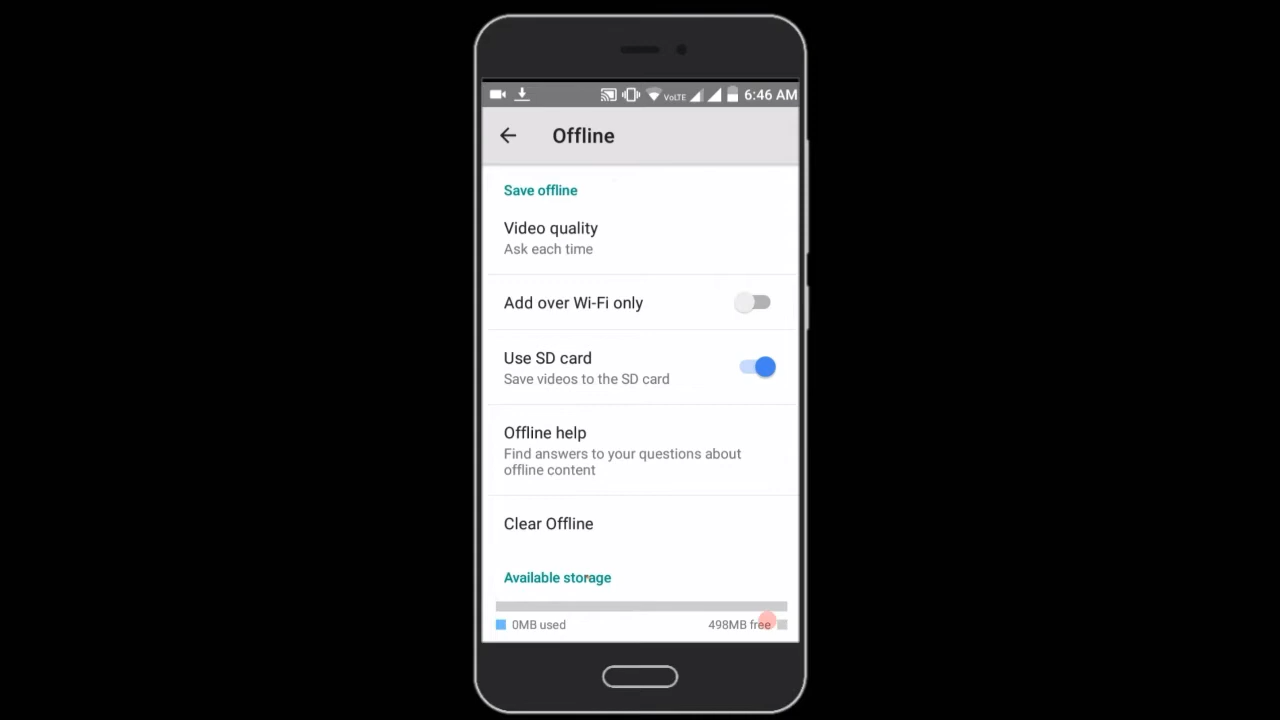 VoLTE 6:46 AM
Offline
Save offline
Video quality
Ask each time
Add over Wi-Fi only
Use SD card
Save videos to the SD card
Offline help
Find answers to your questions about
offline content
Clear Offline
Available storage
0MB used 498MB free